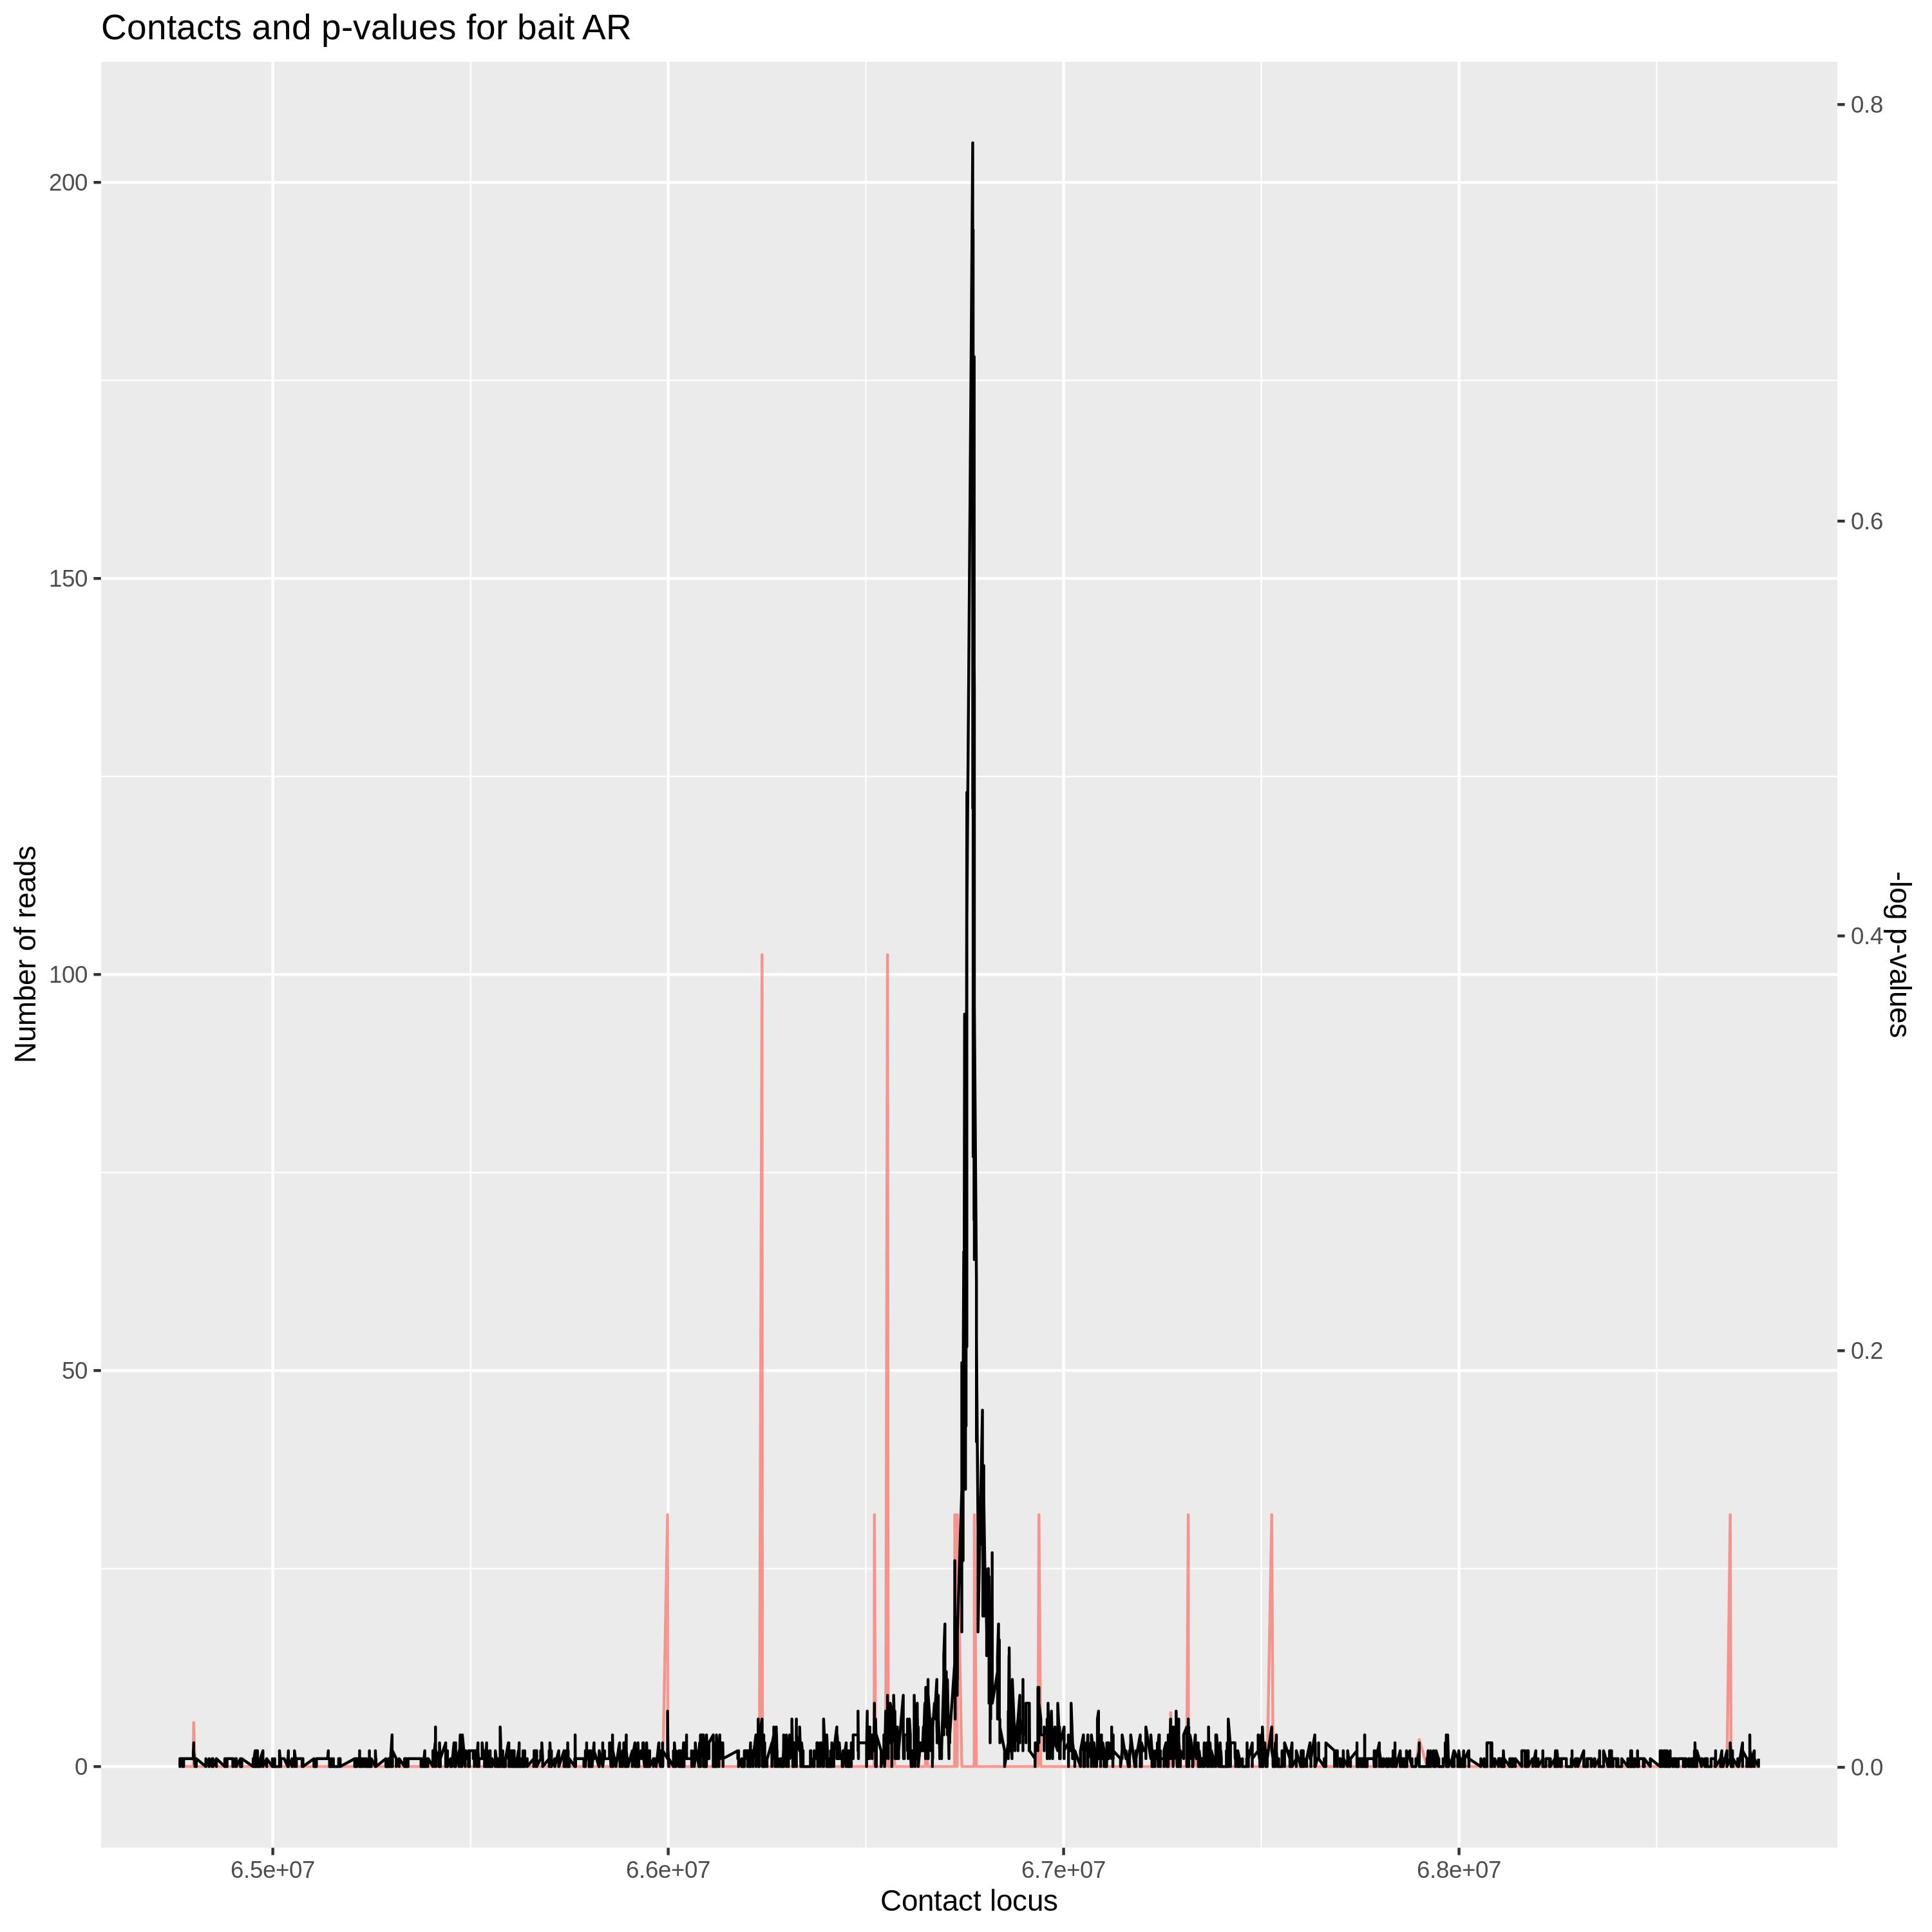 Contacts and p-values for bait AR
Number of reads
200
150
100
50
0
0.8
0.6
0.4
0.2
0.0
-log p-values
6.5e+07 6.6e+07 6.7e+07 6.8e+07
Contact locus